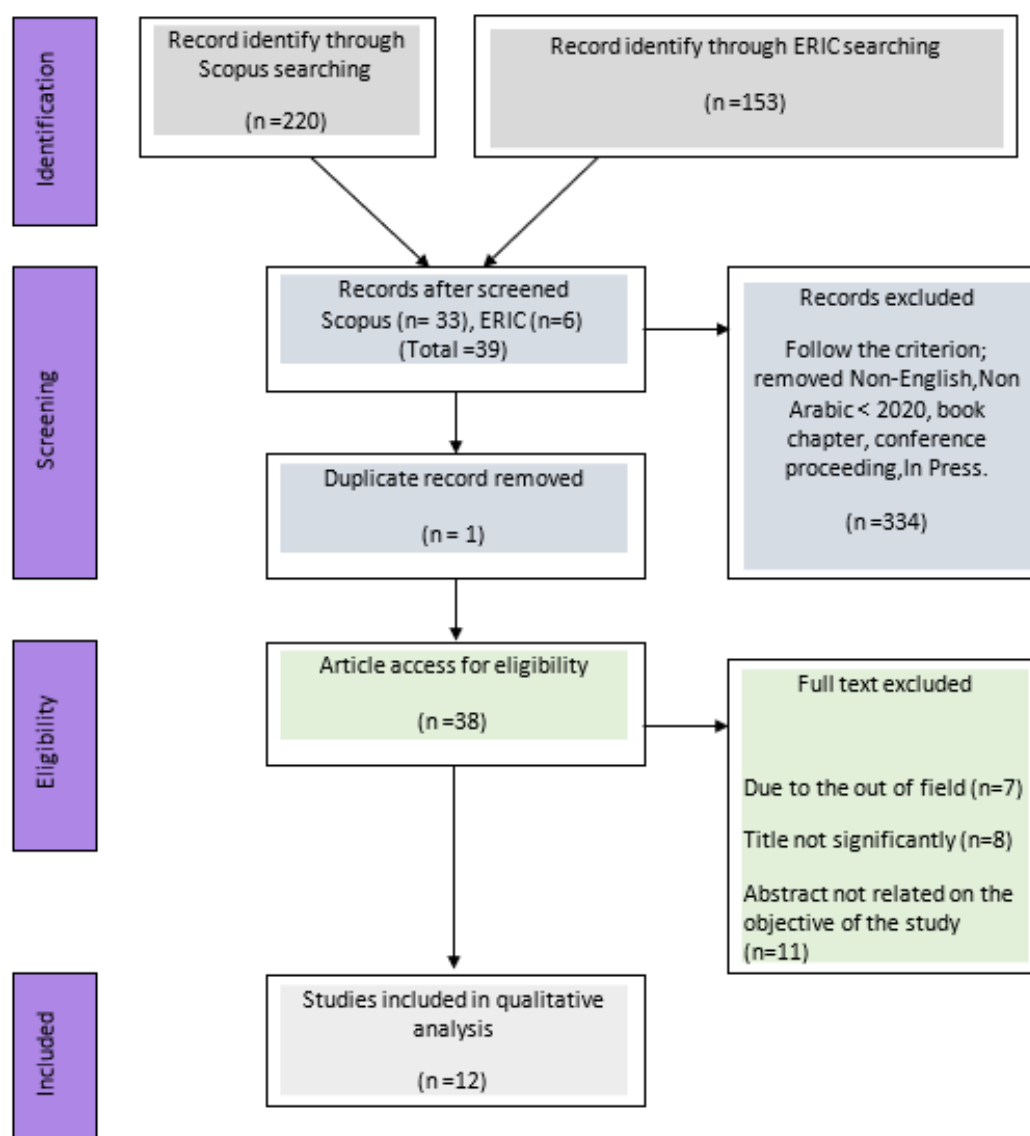 Identification
Record identify through
Scopus searching
(n =220)
Record identify through ERIC searching
(n =153)
Screening
Records after screened
Scopus (n= 33), ERIC (n=6)
(Total =39)
Records excluded
Follow the criterion;
removed Non-English,Non
Arabic < 2020, book
chapter, conference
proceeding,In Press.
(n =334)
Duplicate record removed
(n = 1)
Eligibility
Article access for eligibility
(n =38)
Full text excluded
Due to the out of field (n=7)
Title not significantly (n=8)
Abstract not related on the
objective of the study
(n=11)
Included
Studies included in qualitative
analysis
(n =12)